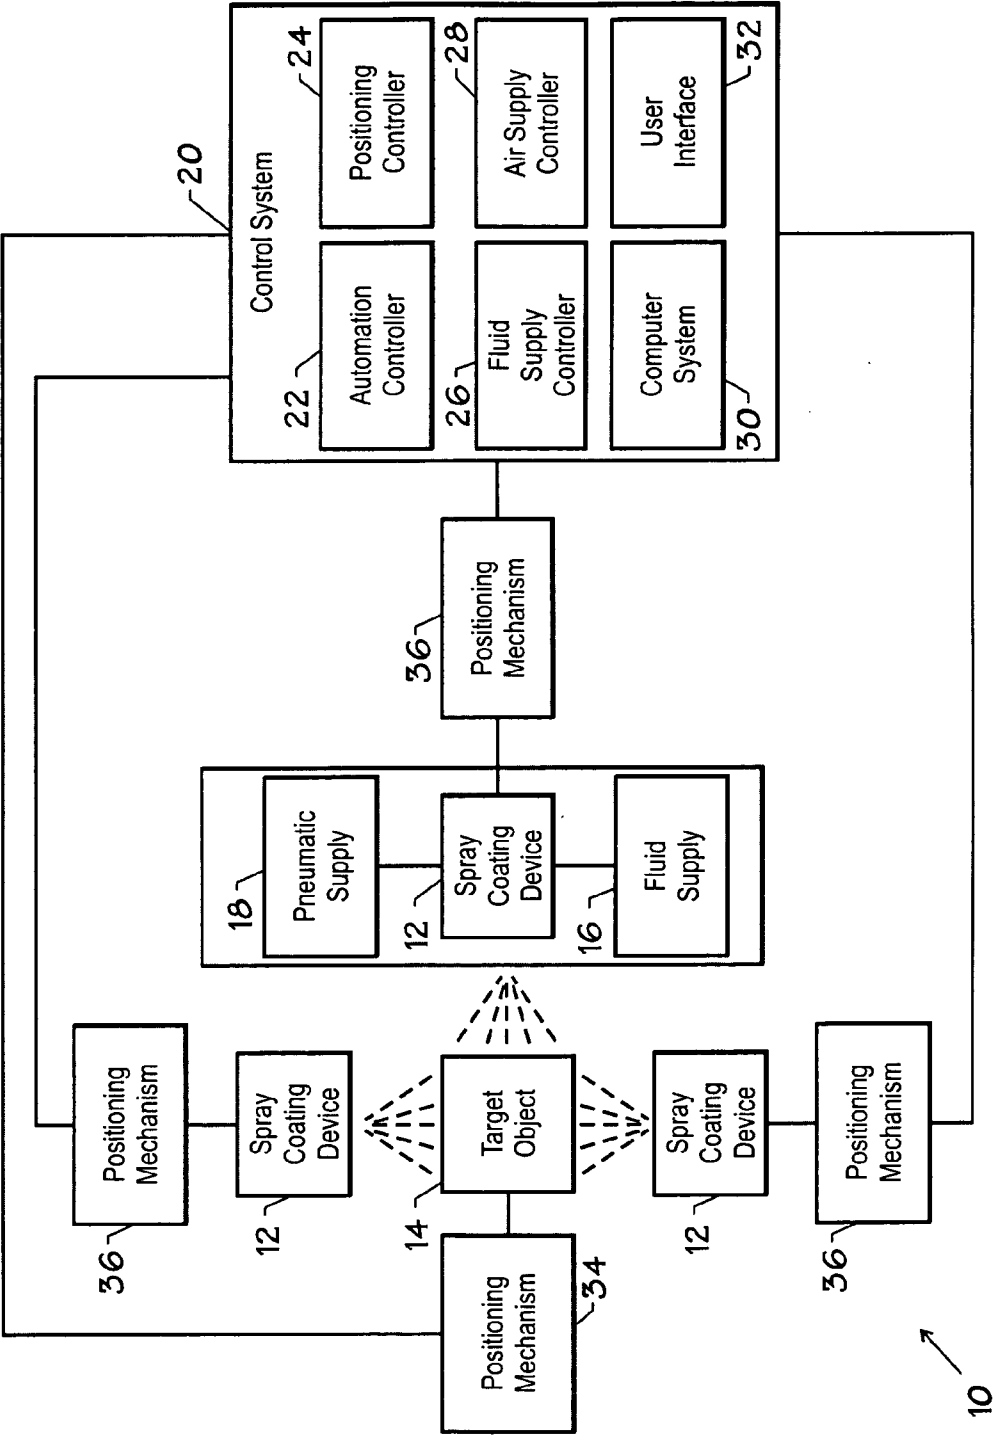 20
Control System
22
Automation
Controller
24
Positioning
Controller
26
Fluid
Supply
Controller
28
Air Supply
Controller
30
Computer
System
32
User
Interface
36
Positioning
Mechanism
18
Pneumatic
Supply
12
Spray
Coating
Device
16
Fluid
Supply
36
Positioning
Mechanism
12
Spray
Coating
Device
14
Target
Object
12
Spray
Coating
Device
36
Positioning
Mechanism
34
Positioning
Mechanism
10